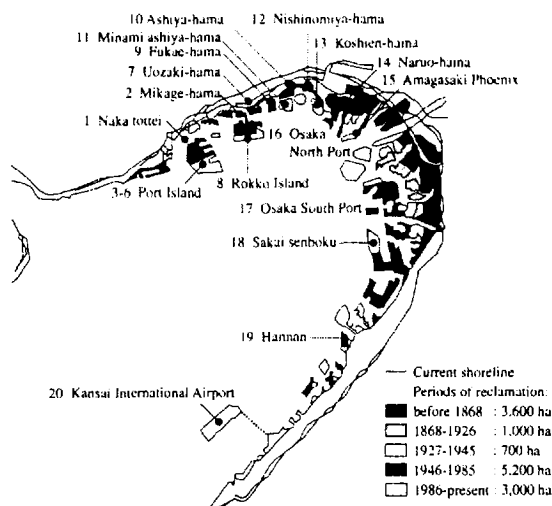 10 Ashiya-hama
12 Nishinomiya-hama
11 Minami ashiya-hama
13 Koshien-hama
9 Fukae-hama
14 Naruo-hama
7 Uozaki-hama
15 Amagasaki Phoenix
2 Mikage-hama
1 Naka tottei
16 Osaka
North Port
3-6 Port Island
8 Rokko Island
17 Osaka South Port
18 Sakai senboku
19 Hannan
20 Kansai International Airport
Current shoreline
Periods of reclamation:
before 1868 : 3.600 ha
1868-1926 : 1.000 ha
1927-1945 : 700 ha
1946-1985 : 5.200 ha
1986-present : 3,000 ha